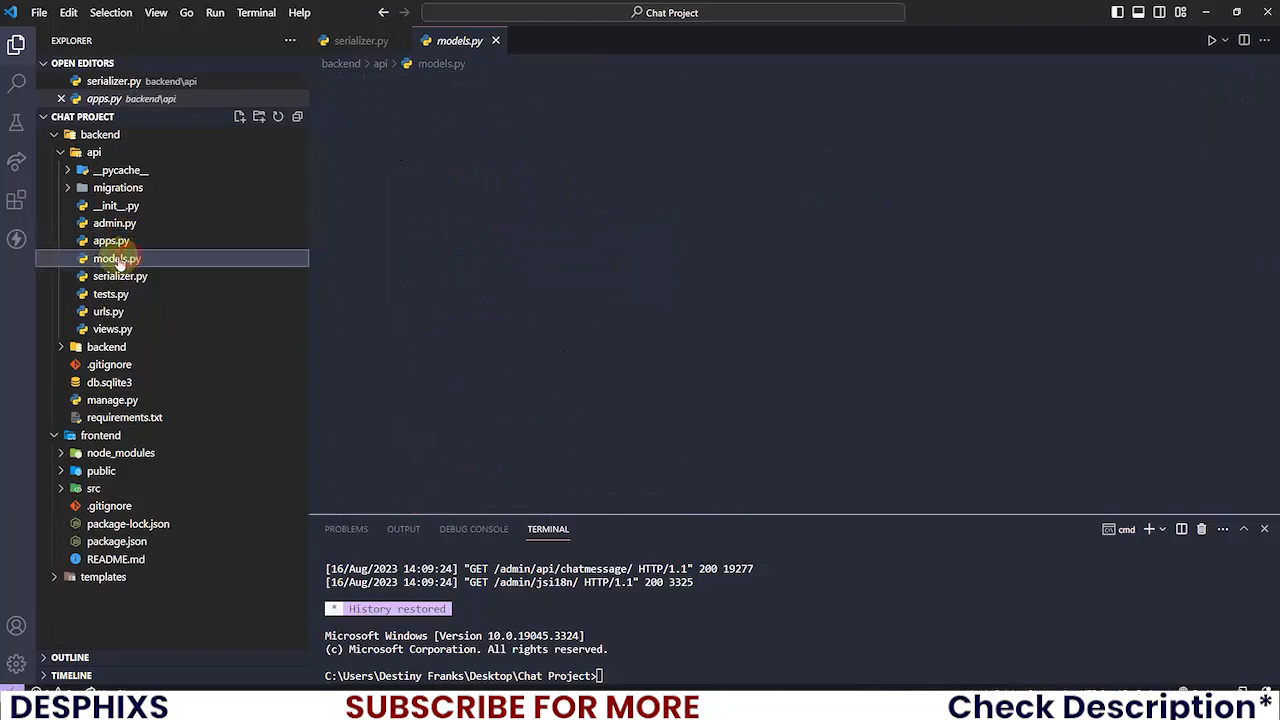 File Edit Selection View Go Run Terminal Help
Chat Project
EXPLORER
serializer.py
models.py
OPEN EDITORS
backend api models.py
serializer.py backend\api
apps.py backend\api
CHAT PROJECT
backend
api
__pycache__
migrations
__init__.py
admin.py
apps.py
models.py
serializer.py
tests.py
urls.py
views.py
backend
.gitignore
db.sqlite3
manage.py
requirements.txt
frontend
node_modules
public
src
.gitignore
package-lock.json
package.json
README.md
templates
OUTLINE
TIMELINE
PROBLEMS OUTPUT DEBUG CONSOLE TERMINAL
cmd
[16/Aug/2023 14:09:24] "GET /admin/api/chatmessage/ HTTP/1.1" 200 19277
[16/Aug/2023 14:09:24] "GET /admin/jsi18n/ HTTP/1.1" 200 3325
* History restored
Microsoft Windows [Version 10.0.19045.3324]
(c) Microsoft Corporation. All rights reserved.
C:\Users\Destiny Franks\Desktop\Chat Project>
DESPHIXS
SUBSCRIBE FOR MORE
Check Description*